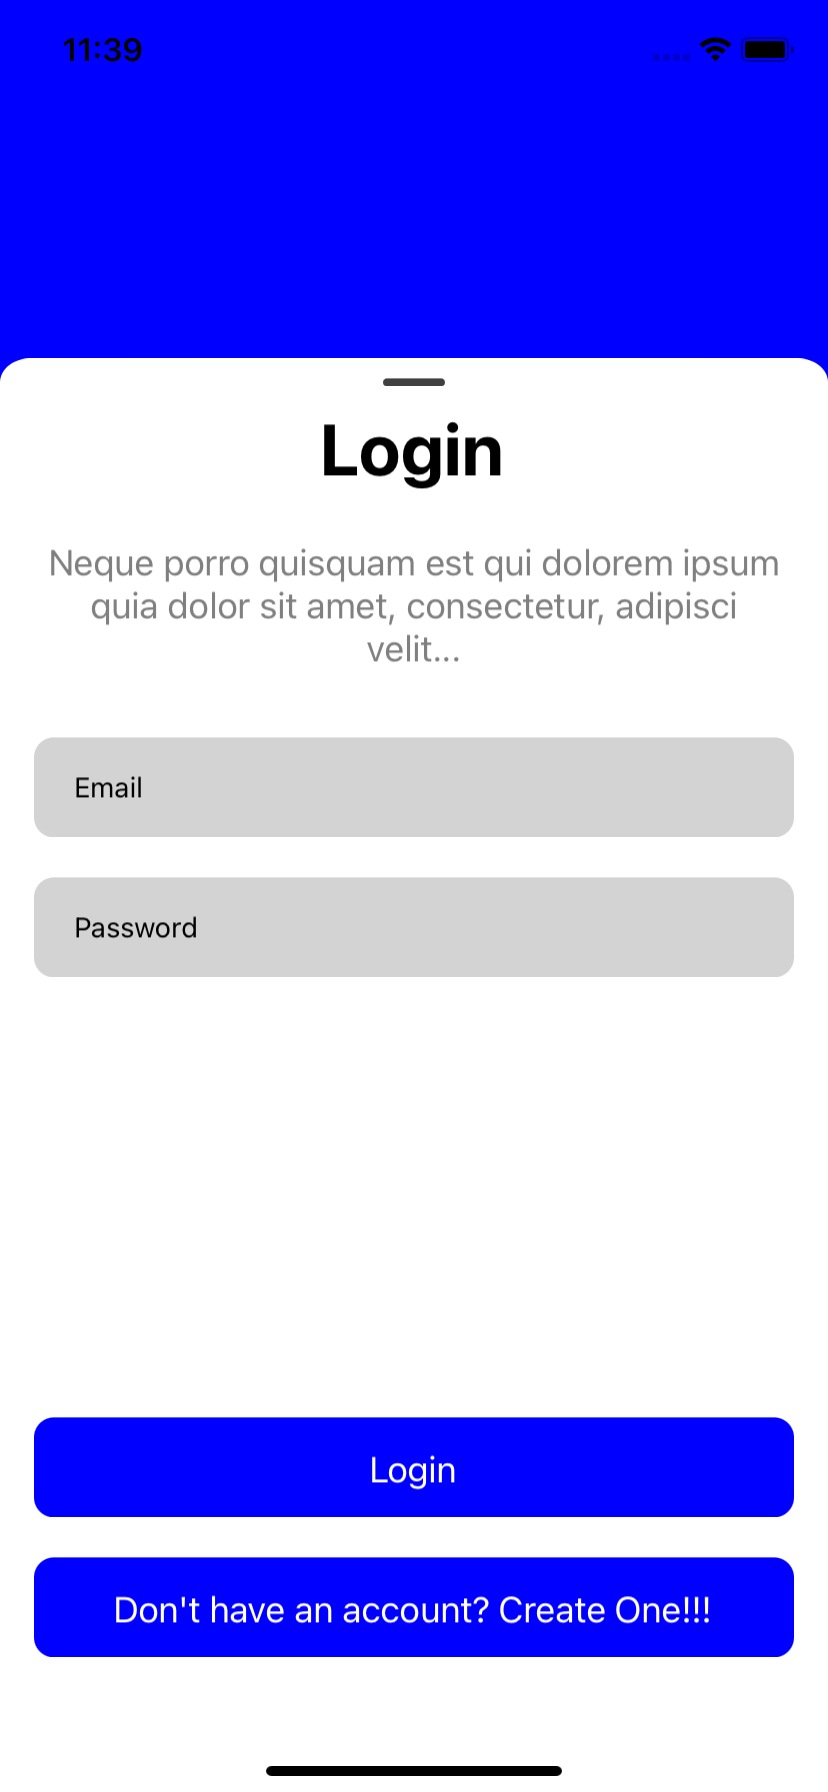 11:39
Login
Neque porro quisquam est qui dolorem ipsum
quia dolor sit amet, consectetur, adipisci
velit...
Email
Password
Login
Don't have an account? Create One!!!